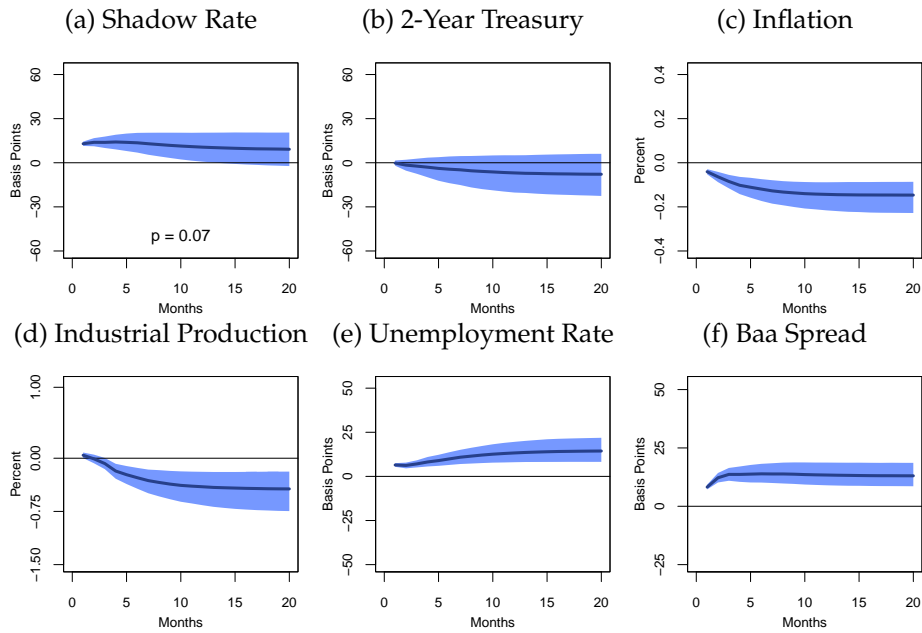 (a) Shadow Rate
60
30
0
−30
−60
Basis Points
p = 0.07
0 5 10 15 20
Months
(b) 2-Year Treasury
60
30
0
−30
−60
Basis Points
0 5 10 15 20
Months
(c) Inflation
0.4
0.2
0.0
−0.2
−0.4
Percent
0 5 10 15 20
Months
(d) Industrial Production
1.00
0.00
−0.75
−1.50
Percent
0 5 10 15 20
Months
(e) Unemployment Rate
50
25
0
−25
−50
Basis Points
0 5 10 15 20
Months
(f) Baa Spread
50
25
0
−25
Basis Points
0 5 10 15 20
Months